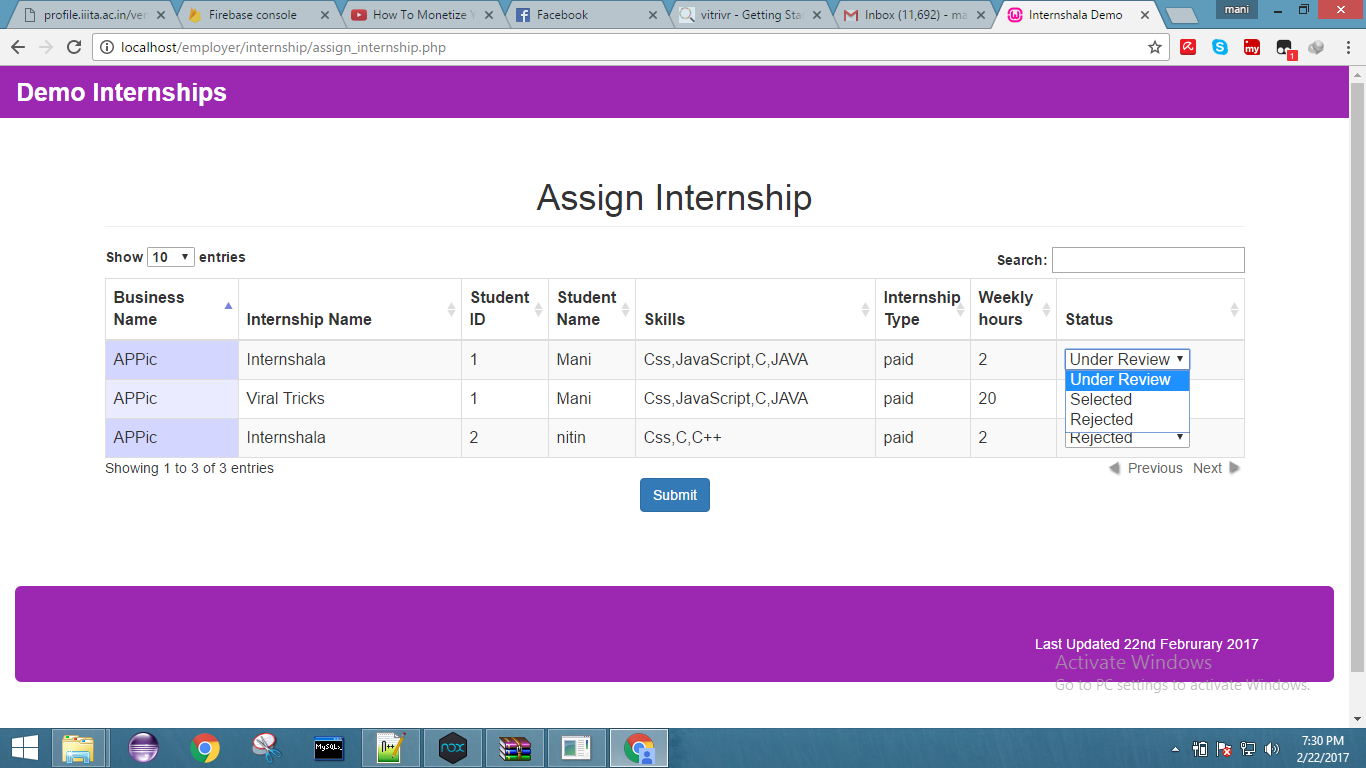 profile.iiita.ac.in/ver
Firebase console
How To Monetize Y
Facebook
vitrivr - Getting Sta
Inbox (11,692) - ma
Internshala Demo
mani
localhost/employer/internship/assign_internship.php
my
1
Demo Internships
Assign Internship
Show 10 entries
Search:
Business Name
Internship Name
Student ID
Student Name
Skills
Internship Type
Weekly hours
Status
APPic Internshala 1 Mani Css,JavaScript,C,JAVA paid 2 Under Review
Under Review
APPic Viral Tricks 1 Mani Css,JavaScript,C,JAVA paid 20 Selected
Rejected
APPic Internshala 2 nitin Css,C,C++ paid 2 Rejected
Showing 1 to 3 of 3 entries
Previous Next
Submit
Last Updated 22nd Februrary 2017
Activate Windows
Go to PC settings to activate Windows.
MySQL
nox
7:30 PM
2/22/2017